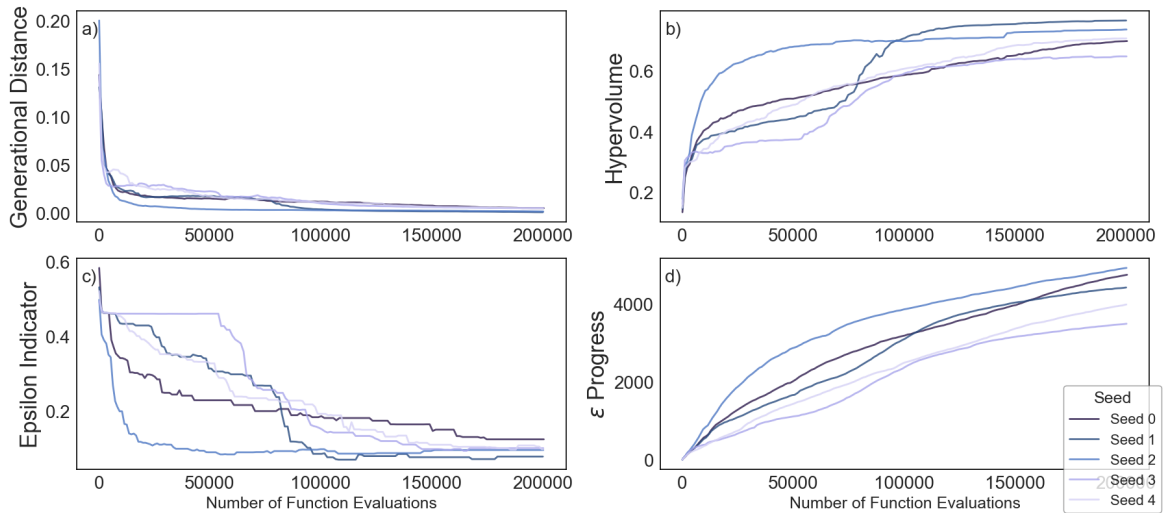 a)
Generational Distance
0.20
0.15
0.10
0.05
0.00
0
50000
100000
150000
200000
b)
Hypervolume
0.6
0.4
0.2
0
50000
100000
150000
200000
c)
Epsilon Indicator
0.6
0.4
0.2
0
50000
100000
150000
200000
Number of Function Evaluations
d)
ε Progress
4000
2000
0
0
50000
100000
150000
200000
Number of Function Evaluations
Seed
Seed 0
Seed 1
Seed 2
Seed 3
Seed 4